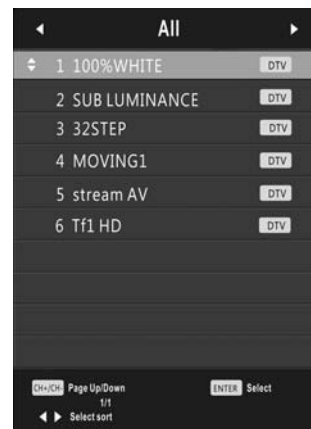 All
1 100%WHITE DTV
2 SUB LUMINANCE DTV
3 32STEP DTV
4 MOVING1 DTV
5 stream AV DTV
6 Tf1 HD DTV
CH+/CH- Page Up/Down ENTER Select
1/1
Select sort